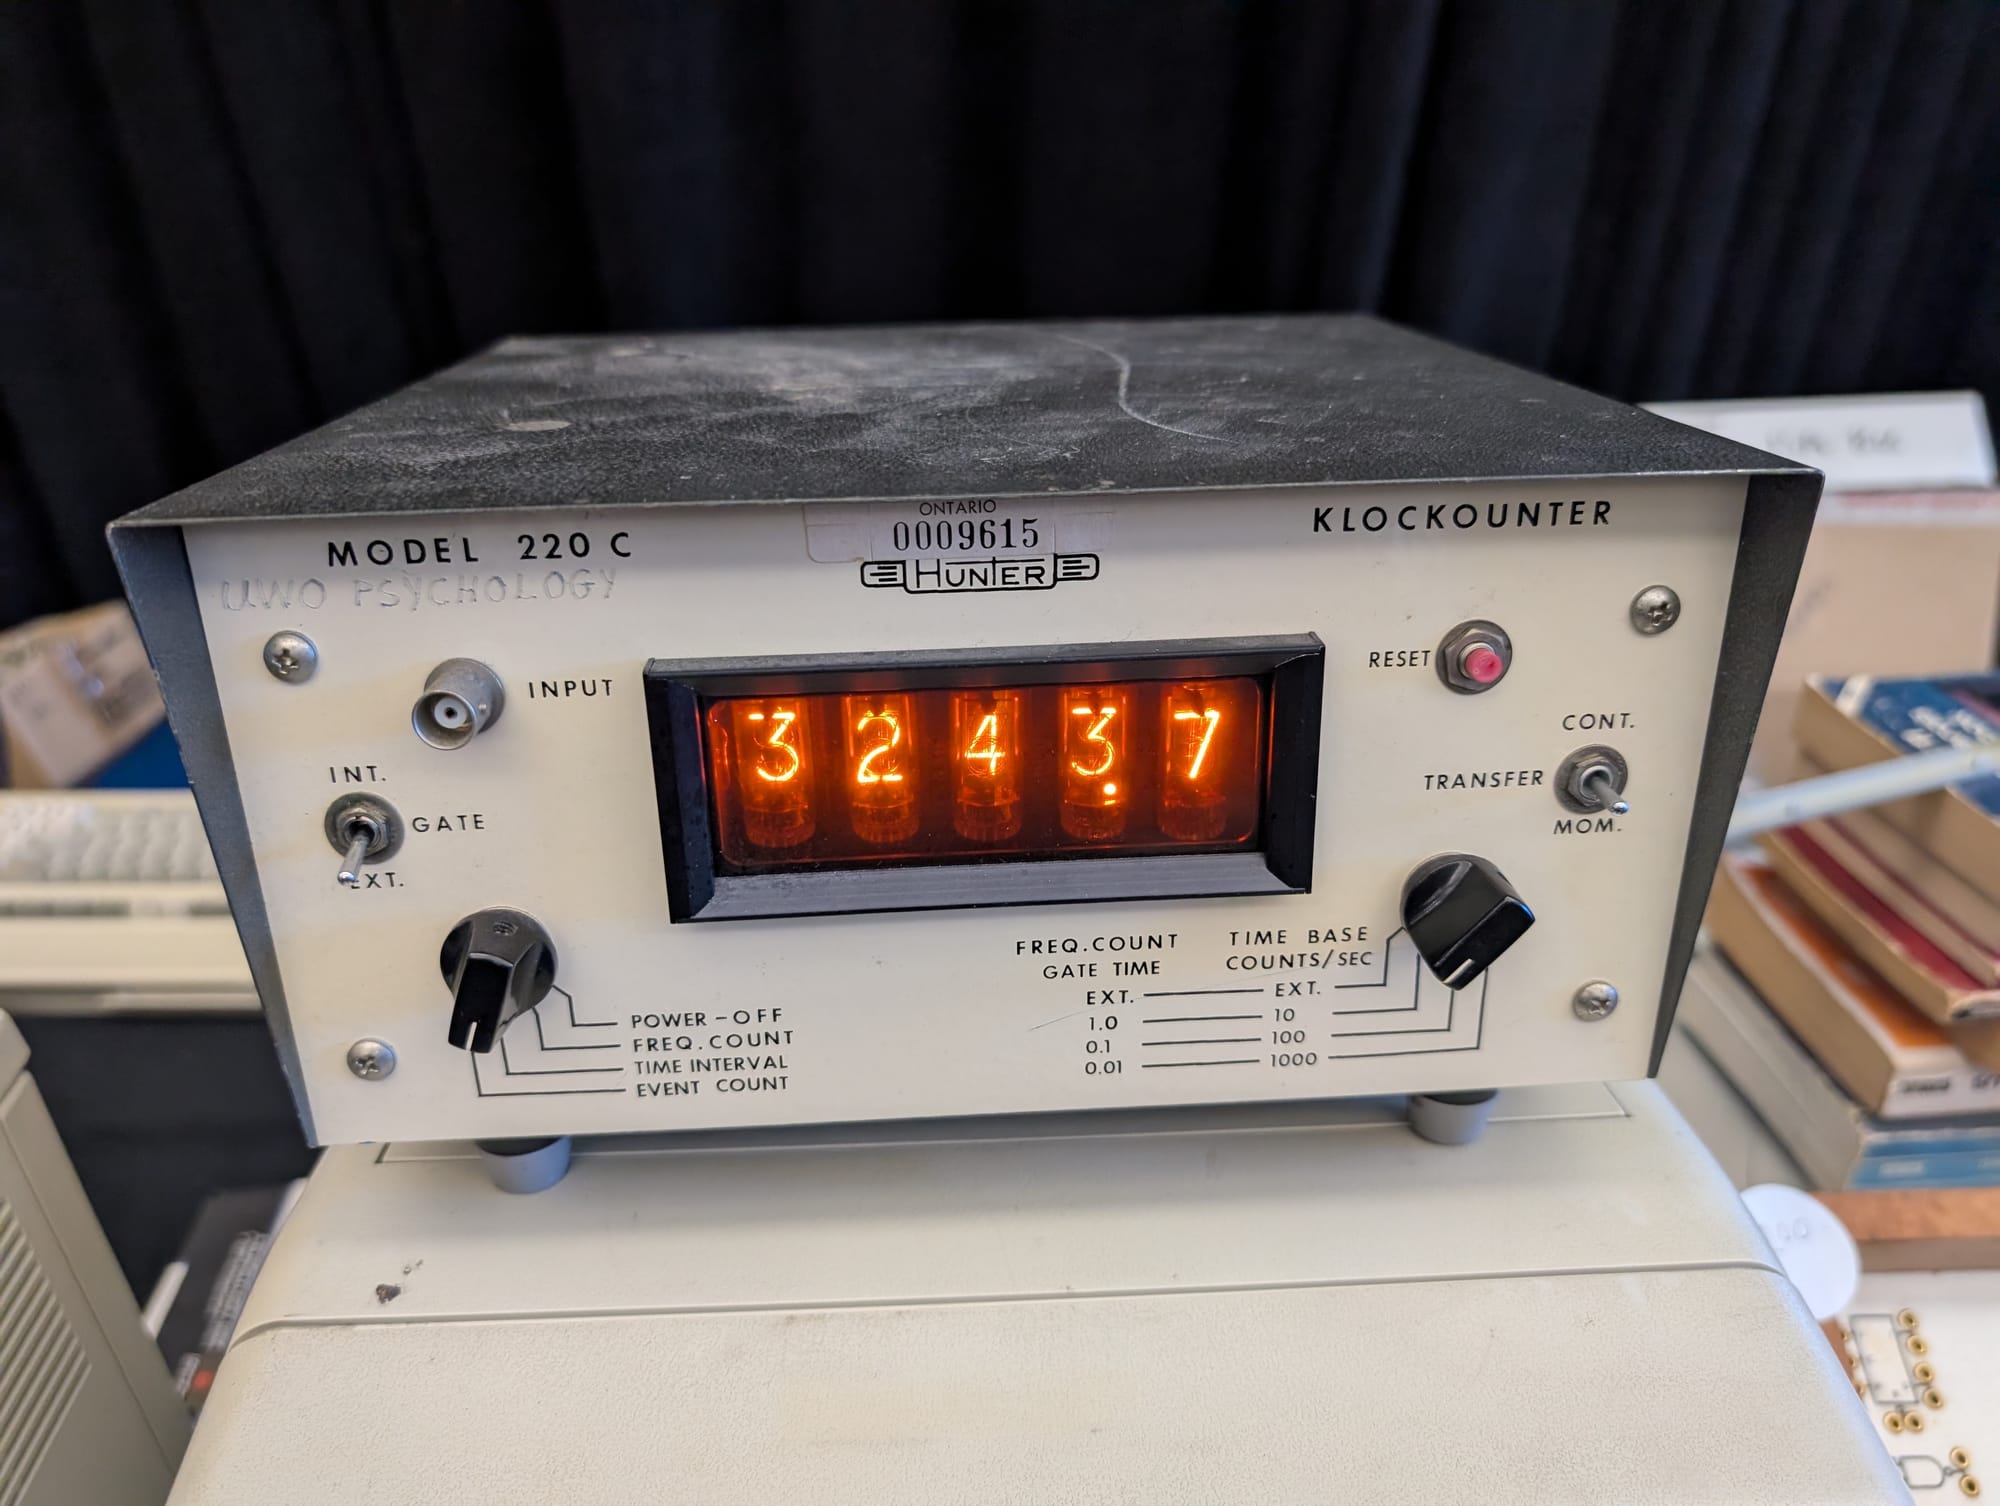 ONTARIO
0009615
MODEL 220 C
KLOCKOUNTER
HUNTER
UWO PSYCHOLOGY
INPUT
RESET
INT.
GATE
EXT.
3243.7
CONT.
TRANSFER
MOM.
POWER-OFF
FREQ.COUNT
TIME INTERVAL
EVENT COUNT
FREQ.COUNT TIME BASE
GATE TIME COUNTS/SEC
EXT. EXT.
1.0 10
0.1 100
0.01 1000